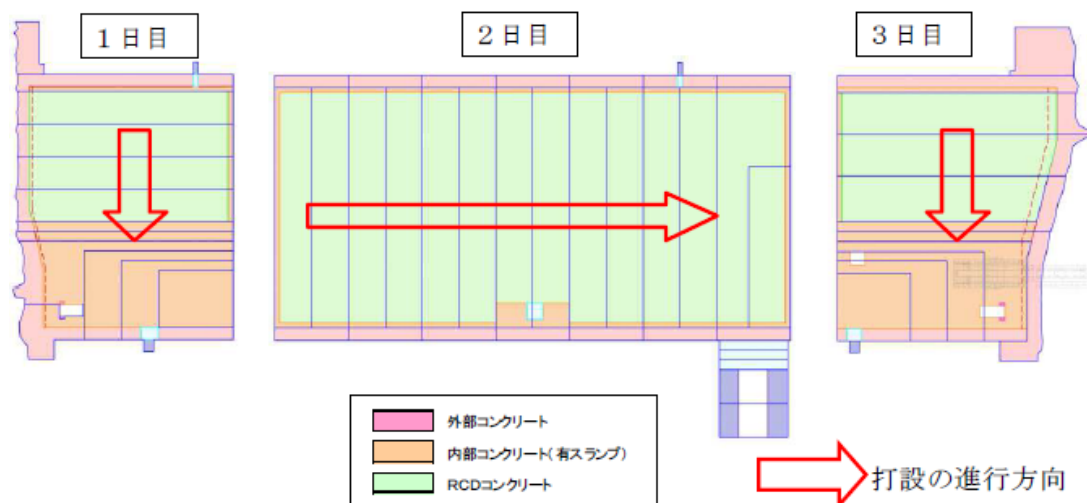 1日目
2日目
3日目
外部コンクリート
内部コンクリート(有スランプ)
RCDコンクリート
打設の進行方向